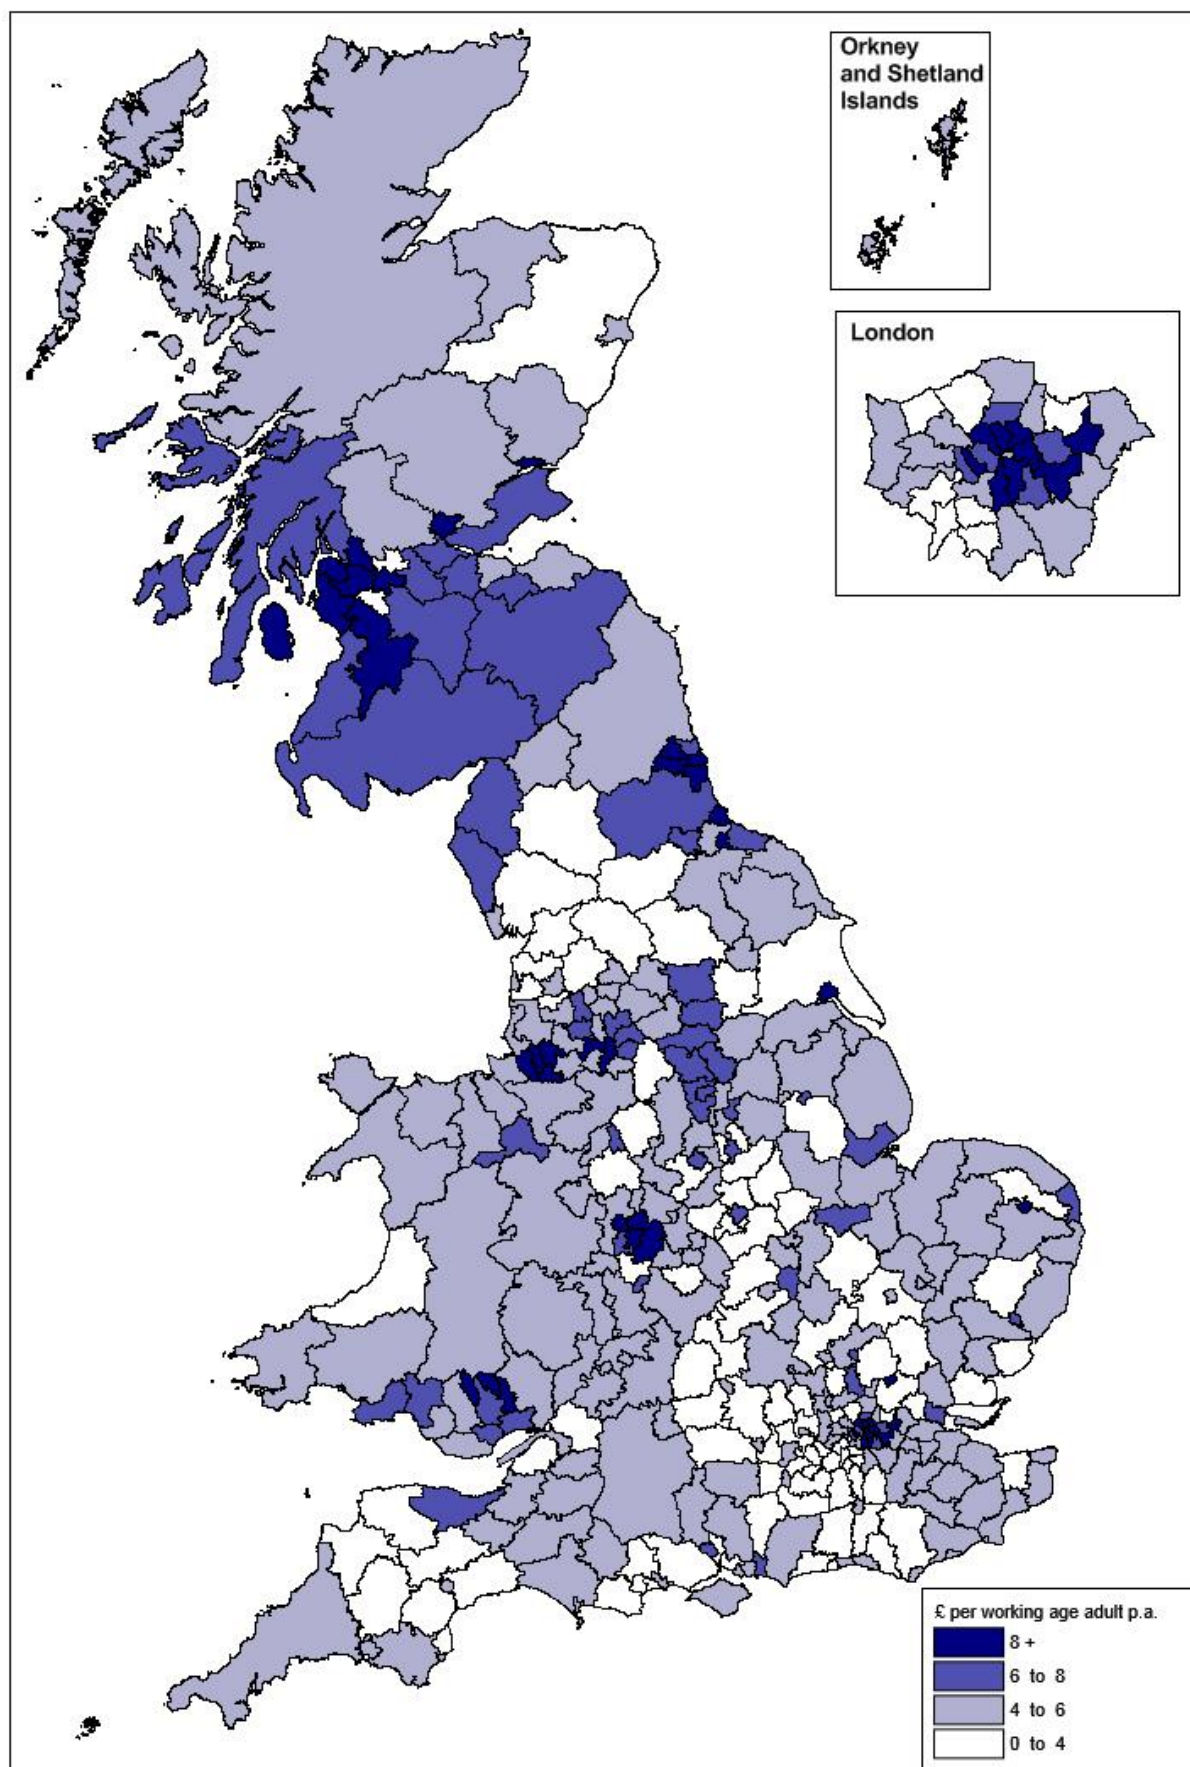 Orkney
and Shetland
Islands
London
£ per working age adult p.a.
8 +
6 to 8
4 to 6
0 to 4